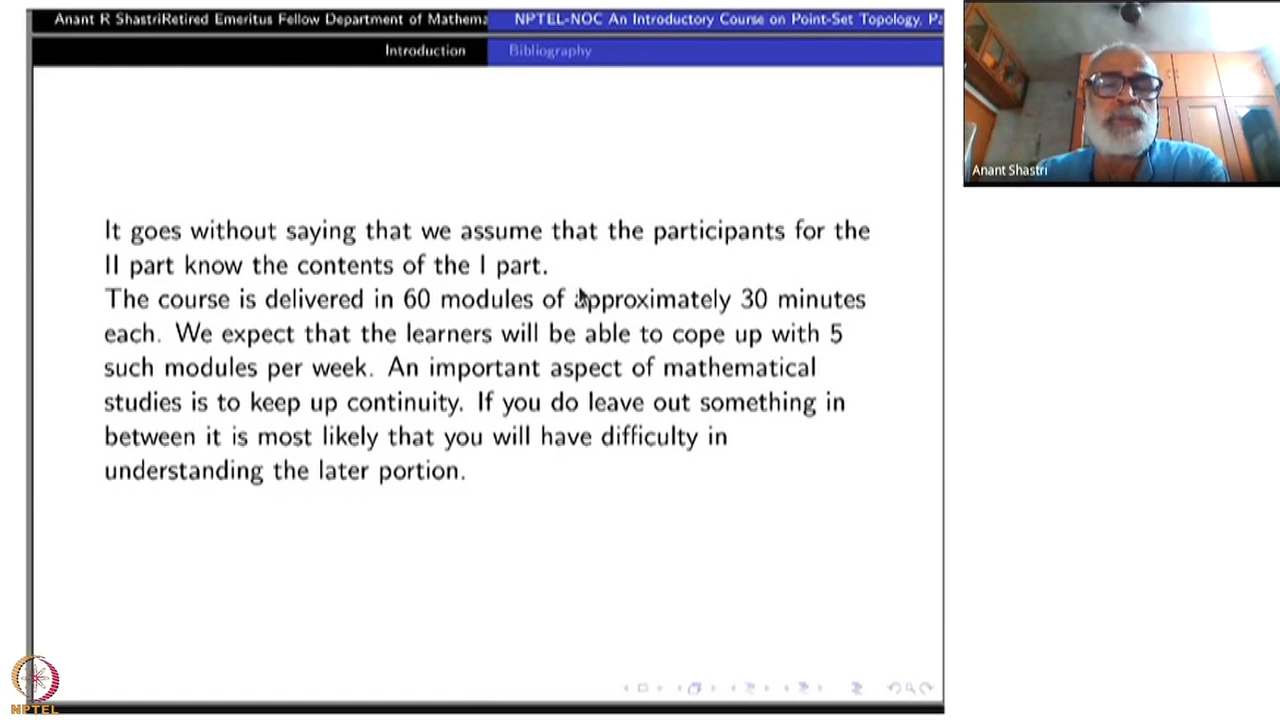 Anant R ShastriRetired Emeritus Fellow Department of Mathema
NPTEL-NOC An Introductory Course on Point-Set Topology, Pa
Introduction
Bibliography
It goes without saying that we assume that the participants for the
II part know the contents of the I part.
The course is delivered in 60 modules of approximately 30 minutes
each. We expect that the learners will be able to cope up with 5
such modules per week. An important aspect of mathematical
studies is to keep up continuity. If you do leave out something in
between it is most likely that you will have difficulty in
understanding the later portion.
Anant Shastri
NPTEL